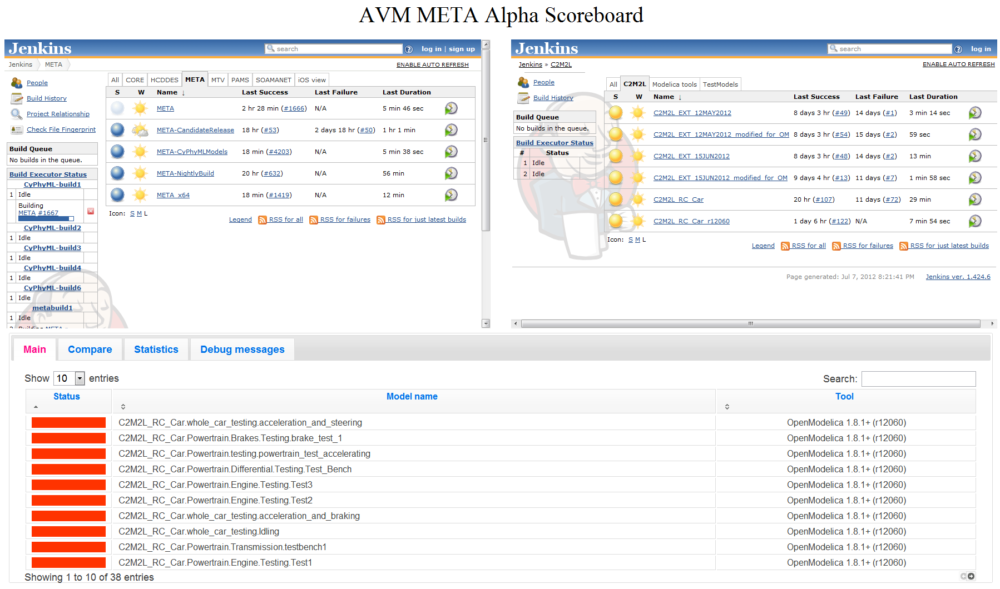 AVM META Alpha Scoreboard
Jenkins
search
log in | sign up
Jenkins META
ENABLE AUTO REFRESH
People
Build History
Project Relationship
Check File Fingerprint
Build Queue
No builds in the queue.
Build Executor Status
CyPhyML-build1
1 Idle
Building
META #1667
CyPhyML-build2
1 Idle
CyPhyML-build3
1 Idle
CyPhyML-build4
1 Idle
CyPhyML-build6
1 Idle
metabuild1
1 Idle
All CORE HCDDES META MTV PAMS SOAMANET iOS view
S W Name ↓ Last Success Last Failure Last Duration
META 2 hr 28 min (#1666) N/A 5 min 46 sec
META-CandidateRelease 18 hr (#53) 2 days 18 hr (#50) 1 hr 1 min
META-CyPhyMLModels 18 min (#4203) N/A 5 min 38 sec
META-NightlyBuild 20 hr (#632) N/A 56 min
META_x64 18 min (#1419) N/A 12 min
Icon: S M L
Legend RSS for all RSS for failures RSS for just latest builds
Jenkins
search
log in
Jenkins » C2M2L
ENABLE AUTO REFRESH
People
Build History
Build Queue
No builds in the queue.
Build Executor Status
# Status
1 Idle
2 Idle
All C2M2L Modelica tools TestModels
S W Name ↓ Last Success Last Failure Last Duration
C2M2L_EXT_12MAY2012 8 days 3 hr (#49) 14 days (#1) 3 min 14 sec
C2M2L_EXT_12MAY2012_modified_for_OM 8 days 3 hr (#54) 15 days (#2) 59 sec
C2M2L_EXT_15JUN2012 8 days 3 hr (#48) 14 days (#2) 13 min
C2M2L_EXT_15JUN2012_modified_for_OM 9 days 4 hr (#13) 11 days (#7) 1 min 58 sec
C2M2L_RC_Car 20 hr (#107) 11 days (#72) 29 min
C2M2L_RC_Car_r12060 1 day 6 hr (#122) N/A 7 min 54 sec
Icon: S M L
Legend RSS for all RSS for failures RSS for just latest builds
Page generated: Jul 7, 2012 8:21:41 PM Jenkins ver. 1.424.6
Main Compare Statistics Debug messages
Show 10 entries
Search:
Status Model name Tool
C2M2L_RC_Car.whole_car_testing.acceleration_and_steering OpenModelica 1.8.1+ (r12060)
C2M2L_RC_Car.Powertrain.Brakes.Testing.brake_test_1 OpenModelica 1.8.1+ (r12060)
C2M2L_RC_Car.Powertrain.testing.powertrain_test_accelerating OpenModelica 1.8.1+ (r12060)
C2M2L_RC_Car.Powertrain.Differential.Testing.Test_Bench OpenModelica 1.8.1+ (r12060)
C2M2L_RC_Car.Powertrain.Engine.Testing.Test3 OpenModelica 1.8.1+ (r12060)
C2M2L_RC_Car.Powertrain.Engine.Testing.Test2 OpenModelica 1.8.1+ (r12060)
C2M2L_RC_Car.whole_car_testing.acceleration_and_braking OpenModelica 1.8.1+ (r12060)
C2M2L_RC_Car.whole_car_testing.Idling OpenModelica 1.8.1+ (r12060)
C2M2L_RC_Car.Powertrain.Transmission.testbench1 OpenModelica 1.8.1+ (r12060)
C2M2L_RC_Car.Powertrain.Engine.Testing.Test1 OpenModelica 1.8.1+ (r12060)
Showing 1 to 10 of 38 entries